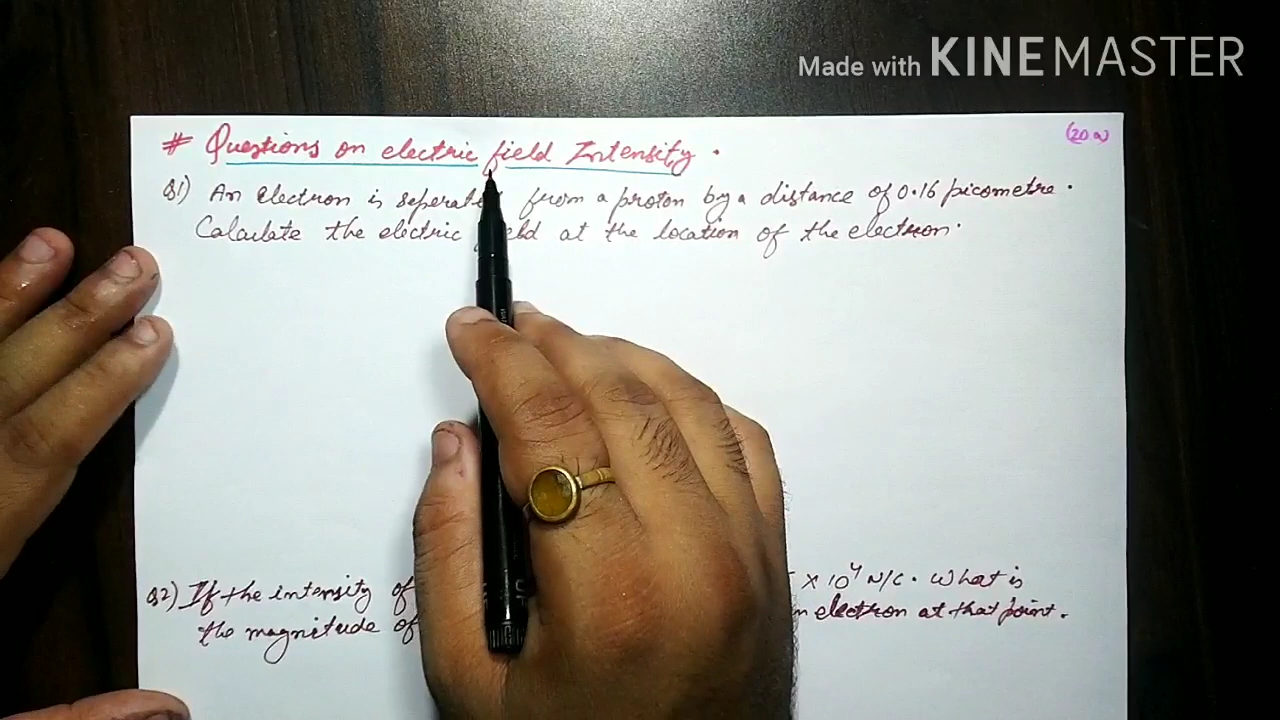 Made with KINEMASTER
(20 a)
# Questions on electric field Intensity .
Q1) An electron is seperate from a proton by a distance of 0.16 picometre .
Calculate the electric field at the location of the electron .
Q2) If the intensity of × 10⁴ N/C . What is
the magnitude of electron at that point .